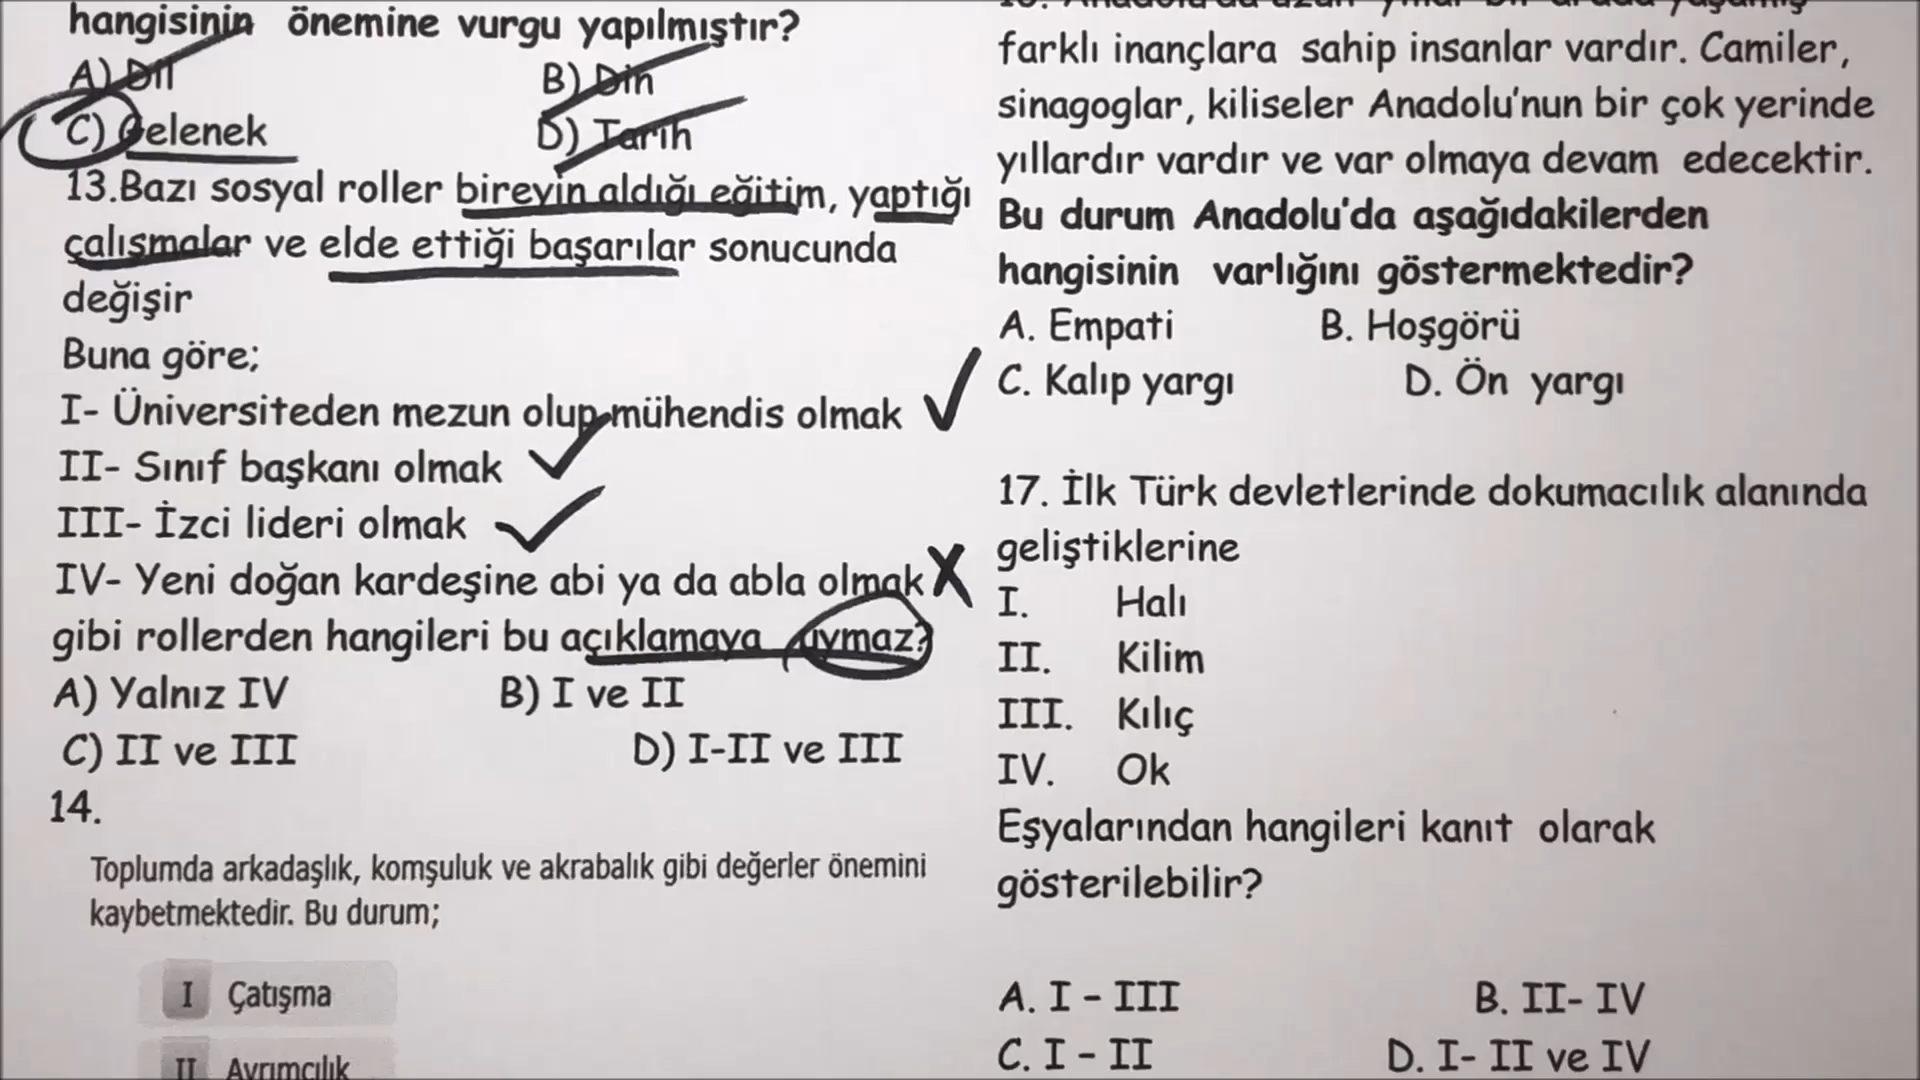 hangisinin önemine vurgu yapılmıştır?
A) Dil B) Din
C) Gelenek D) Tarih
13.Bazı sosyal roller bireyin aldığı eğitim, yaptığı
çalışmalar ve elde ettiği başarılar sonucunda
değişir
Buna göre;
I- Üniversiteden mezun olup mühendis olmak
II- Sınıf başkanı olmak
III- İzci lideri olmak
IV- Yeni doğan kardeşine abi ya da abla olmak
gibi rollerden hangileri bu açıklamaya uymaz?
A) Yalnız IV B) I ve II
C) II ve III D) I-II ve III
14.
Toplumda arkadaşlık, komşuluk ve akrabalık gibi değerler önemini
kaybetmektedir. Bu durum;
I Çatışma
II Ayrımcılık
farklı inançlara sahip insanlar vardır. Camiler,
sinagoglar, kiliseler Anadolu'nun bir çok yerinde
yıllardır vardır ve var olmaya devam edecektir.
Bu durum Anadolu'da aşağıdakilerden
hangisinin varlığını göstermektedir?
A. Empati B. Hoşgörü
C. Kalıp yargı D. Ön yargı
17. İlk Türk devletlerinde dokumacılık alanında
geliştiklerine
I. Halı
II. Kilim
III. Kılıç
IV. Ok
Eşyalarından hangileri kanıt olarak
gösterilebilir?
A. I - III B. II- IV
C. I - II D. I- II ve IV